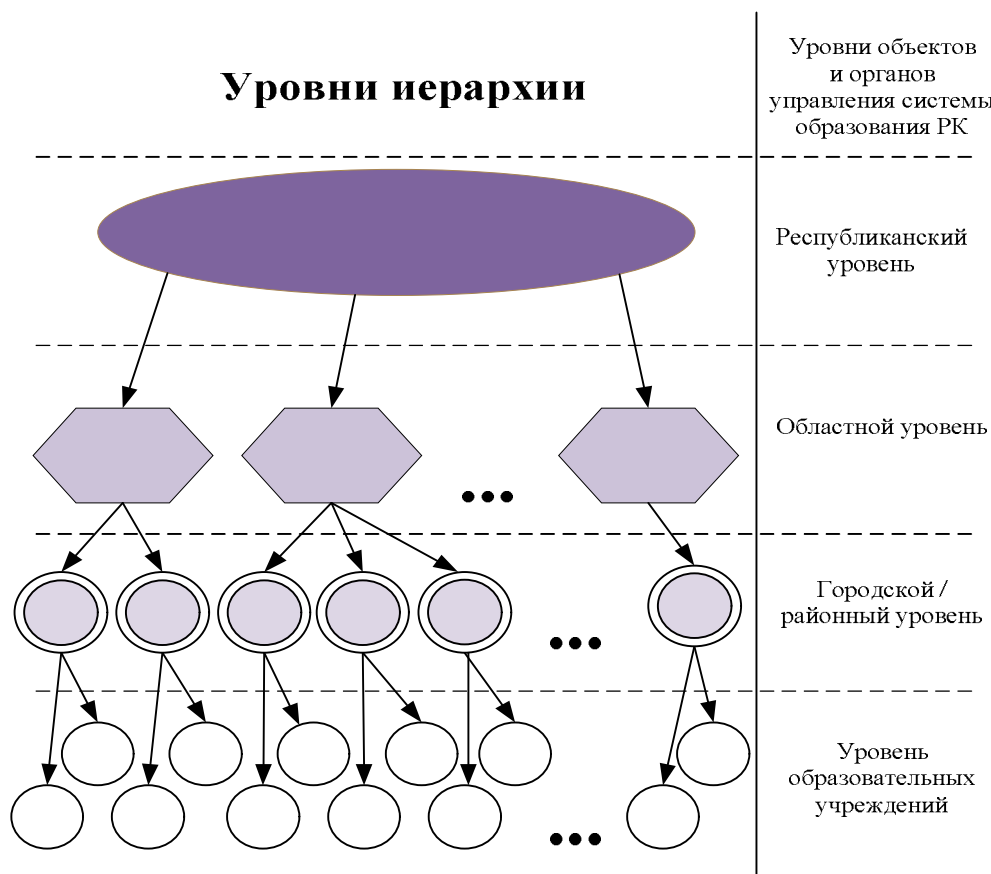 Уровни иерархии
Уровни объектов
и органов
управления системы
образования РК
Республиканский
уровень
Областной уровень
Городской /
районный уровень
Уровень
образовательных
учреждений